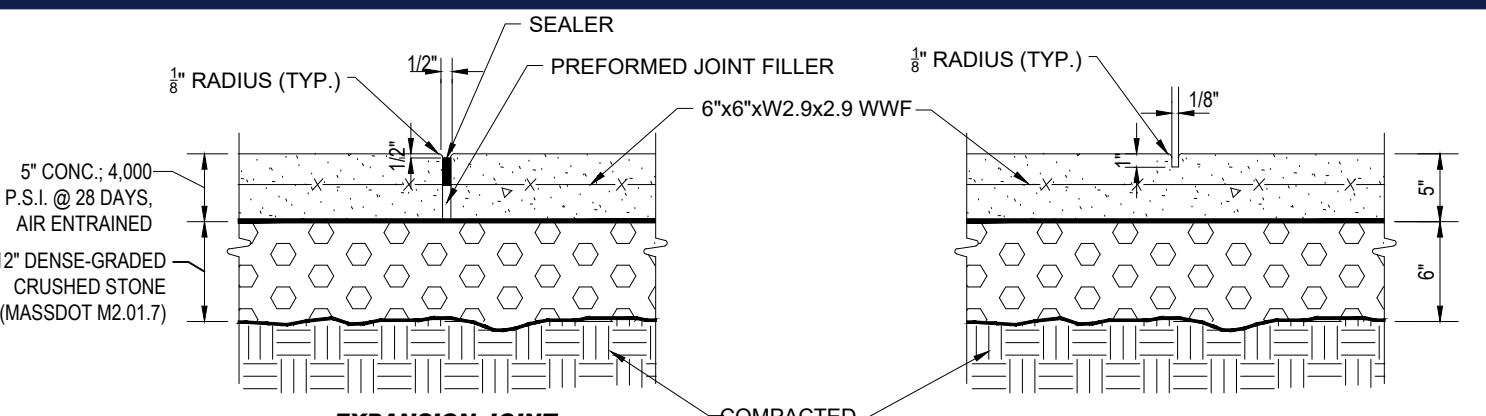 SEALER
1/2"
PREFORMED JOINT FILLER
1/8" RADIUS (TYP.)
6"x6"xW2.9x2.9 WWF
1/8" RADIUS (TYP.)
1/8"
1/2"
1"
5" CONC.; 4,000
P.S.I. @ 28 DAYS,
AIR ENTRAINED
5"
12" DENSE-GRADED
CRUSHED STONE
(MASSDOT M2.01.7)
6"
EXPANSION JOINT
COMPACTED